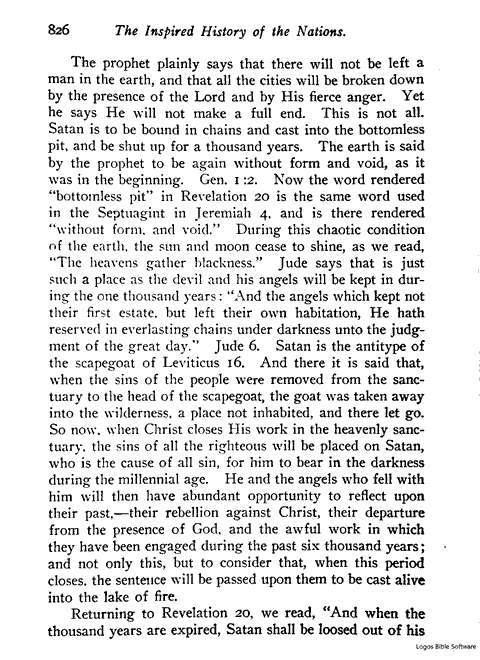 826 The Inspired History of the Nations.
The prophet plainly says that there will not be left a
man in the earth, and that all the cities will be broken down
by the presence of the Lord and by His fierce anger. Yet
he says He will not make a full end. This is not all.
Satan is to be bound in chains and cast into the bottomless
pit, and be shut up for a thousand years. The earth is said
by the prophet to be again without form and void, as it
was in the beginning. Gen. 1:2. Now the word rendered
"bottomless pit" in Revelation 20 is the same word used
in the Septuagint in Jeremiah 4, and is there rendered
"without form, and void." During this chaotic condition
of the earth, the sun and moon cease to shine, as we read,
"The heavens gather blackness." Jude says that is just
such a place as the devil and his angels will be kept in dur-
ing the one thousand years: "And the angels which kept not
their first estate, but left their own habitation, He hath
reserved in everlasting chains under darkness unto the judg-
ment of the great day." Jude 6. Satan is the antitype of
the scapegoat of Leviticus 16. And there it is said that,
when the sins of the people were removed from the sanc-
tuary to the head of the scapegoat, the goat was taken away
into the wilderness, a place not inhabited, and there let go.
So now, when Christ closes His work in the heavenly sanc-
tuary, the sins of all the righteous will be placed on Satan,
who is the cause of all sin, for him to bear in the darkness
during the millennial age. He and the angels who fell with
him will then have abundant opportunity to reflect upon
their past,—their rebellion against Christ, their departure
from the presence of God, and the awful work in which
they have been engaged during the past six thousand years;
and not only this, but to consider that, when this period
closes, the sentence will be passed upon them to be cast alive
into the lake of fire.
Returning to Revelation 20, we read, "And when the
thousand years are expired, Satan shall be loosed out of his
Logos Bible Software